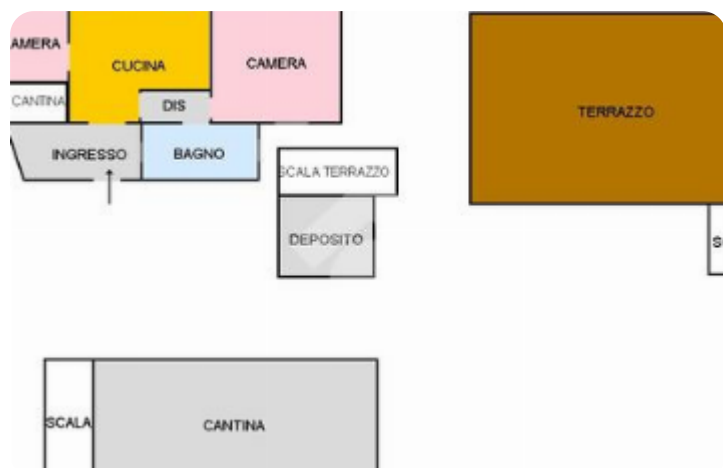 AMERA
CUCINA
CAMERA
CANTINA
DIS
TERRAZZO
INGRESSO
BAGNO
SCALA TERRAZZO
DEPOSITO
S
SCALA
CANTINA